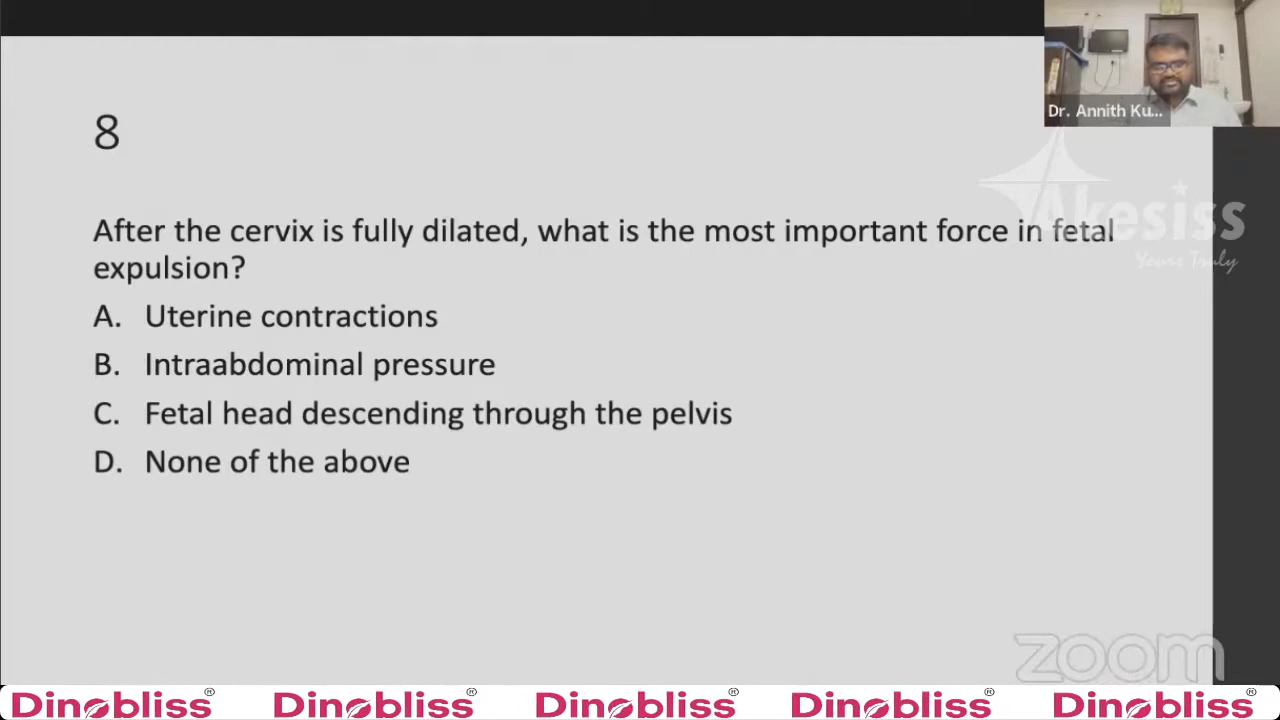 Dr. Annith Ku...
8
Akesiss
Yours Truly
After the cervix is fully dilated, what is the most important force in fetal
expulsion?
A. Uterine contractions
B. Intraabdominal pressure
C. Fetal head descending through the pelvis
D. None of the above
zoom
Dinobliss® Dinobliss® Dinobliss® Dinobliss® Dinobliss®